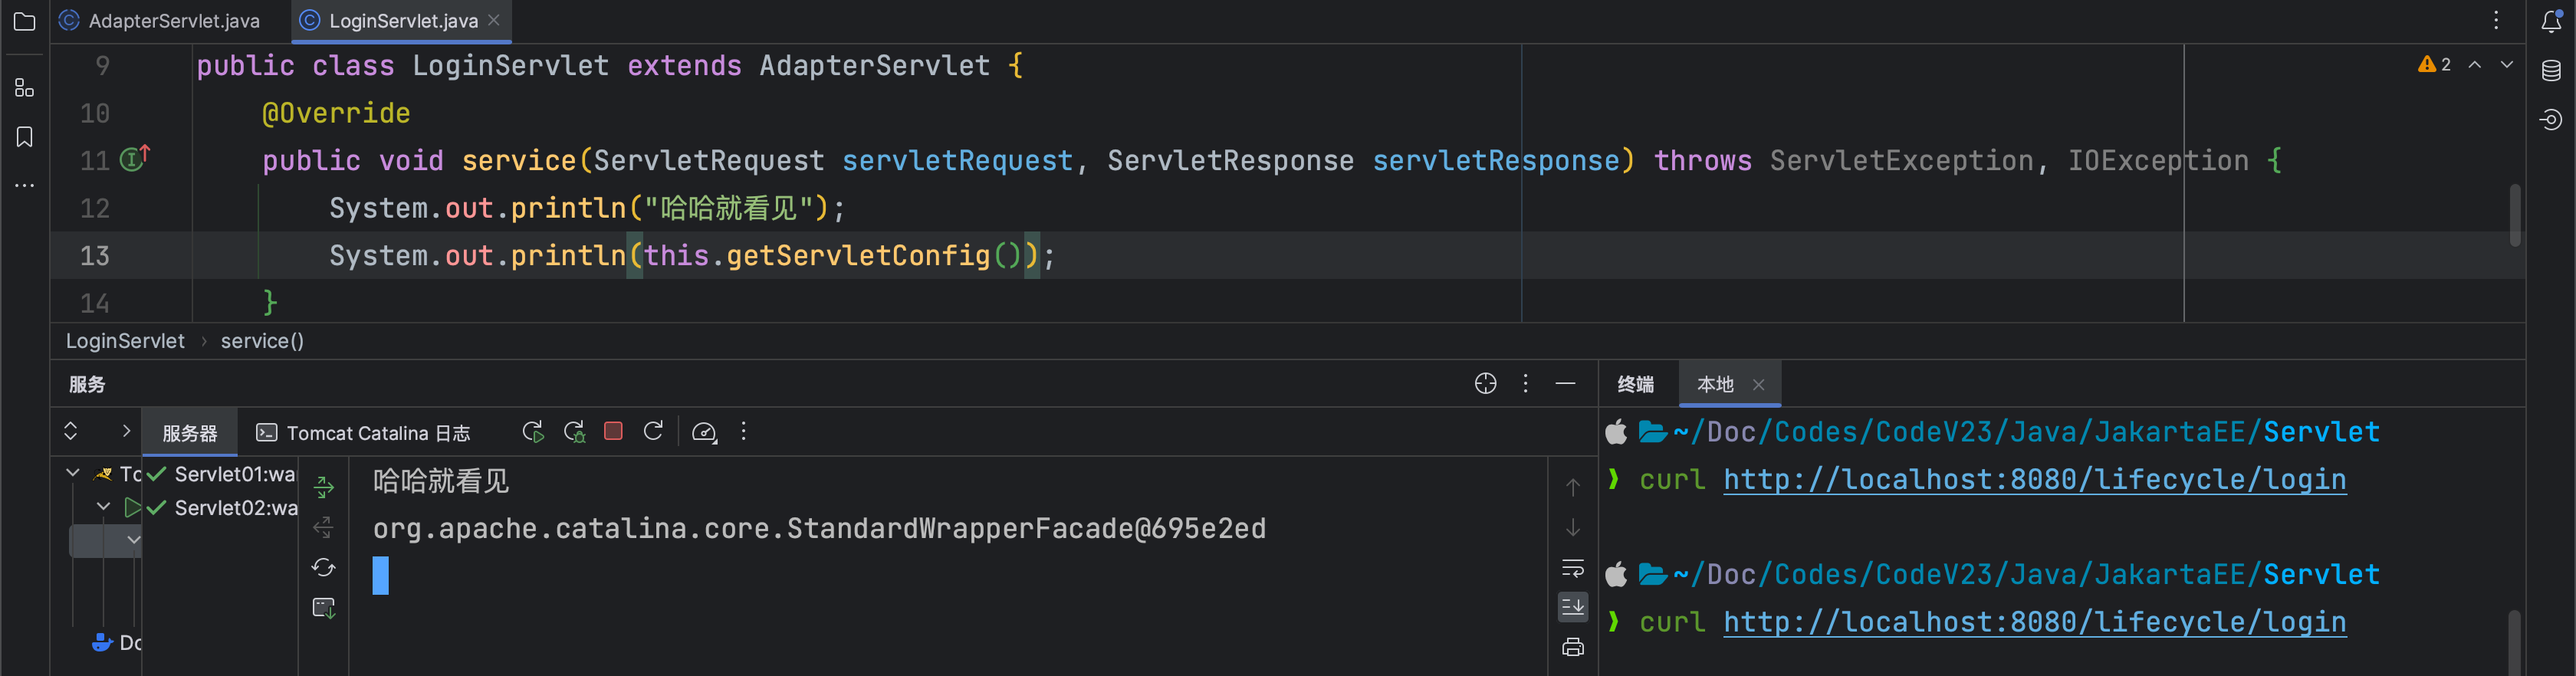 AdapterServlet.java LoginServlet.java
9 public class LoginServlet extends AdapterServlet {
2
10 @Override
11 public void service(ServletRequest servletRequest, ServletResponse servletResponse) throws ServletException, IOException {
12 System.out.println("哈哈就看见");
13 System.out.println(this.getServletConfig());
14 }
LoginServlet › service()
服务
服务器 Tomcat Catalina 日志
To
Servlet01:wa
Servlet02:wa
Do
哈哈就看见
org.apache.catalina.core.StandardWrapperFacade@695e2ed
终端 本地
~/Doc/Codes/CodeV23/Java/JakartaEE/Servlet
❯ curl http://localhost:8080/lifecycle/login
~/Doc/Codes/CodeV23/Java/JakartaEE/Servlet
❯ curl http://localhost:8080/lifecycle/login